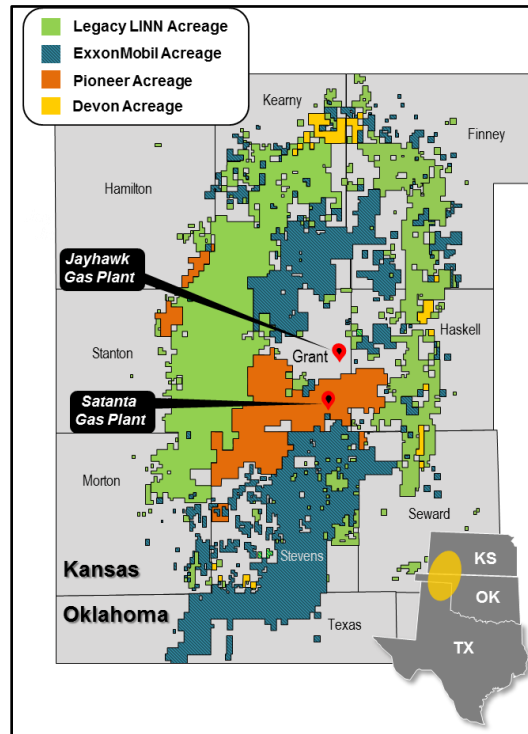 Legacy LINN Acreage
ExxonMobil Acreage
Pioneer Acreage
Devon Acreage
Kearny
Finney
Hamilton
Jayhawk
Gas Plant
Haskell
Grant
Stanton
Satanta
Gas Plant
Morton
Seward
Stevens
Kansas
KS
Oklahoma
OK
Texas
TX